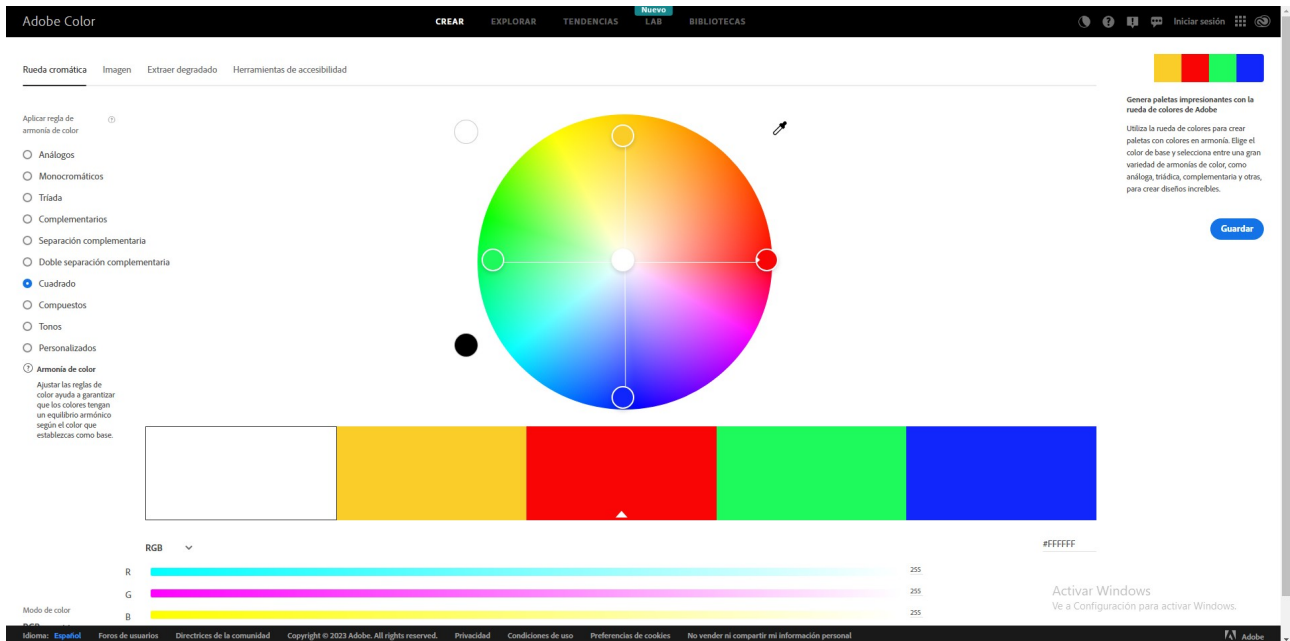 Adobe Color
CREAR
EXPLORAR
TENDENCIAS
Nuevo
LAB
BIBLIOTECAS
Iniciar sesión
Rueda cromática
Imagen
Extraer degradado
Herramientas de accesibilidad
Aplicar regla de
armonía de color
Análogos
Monocromáticos
Tríada
Complementarios
Separación complementaria
Doble separación complementaria
Cuadrado
Compuestos
Tonos
Personalizados
Armonía de color
Ajustar las reglas de
color ayuda a garantizar
que los colores tengan
un equilibrio armónico
según el color que
establezcas como base.
Genera paletas impresionantes con la
rueda de colores de Adobe
Utiliza la rueda de colores para crear
paletas con colores en armonía. Elige el
color de base y selecciona entre una gran
variedad de armonías de color, como
análoga, triádica, complementaria y otras,
para crear diseños increíbles.
Guardar
RGB
#FFFFFF
R
255
G
255
B
255
Modo de color
RGB
Activar Windows
Ve a Configuración para activar Windows.
Idioma: Español
Foros de usuarios
Directrices de la comunidad
Copyright © 2023 Adobe. All rights reserved.
Privacidad
Condiciones de uso
Preferencias de cookies
No vender ni compartir mi información personal
Adobe